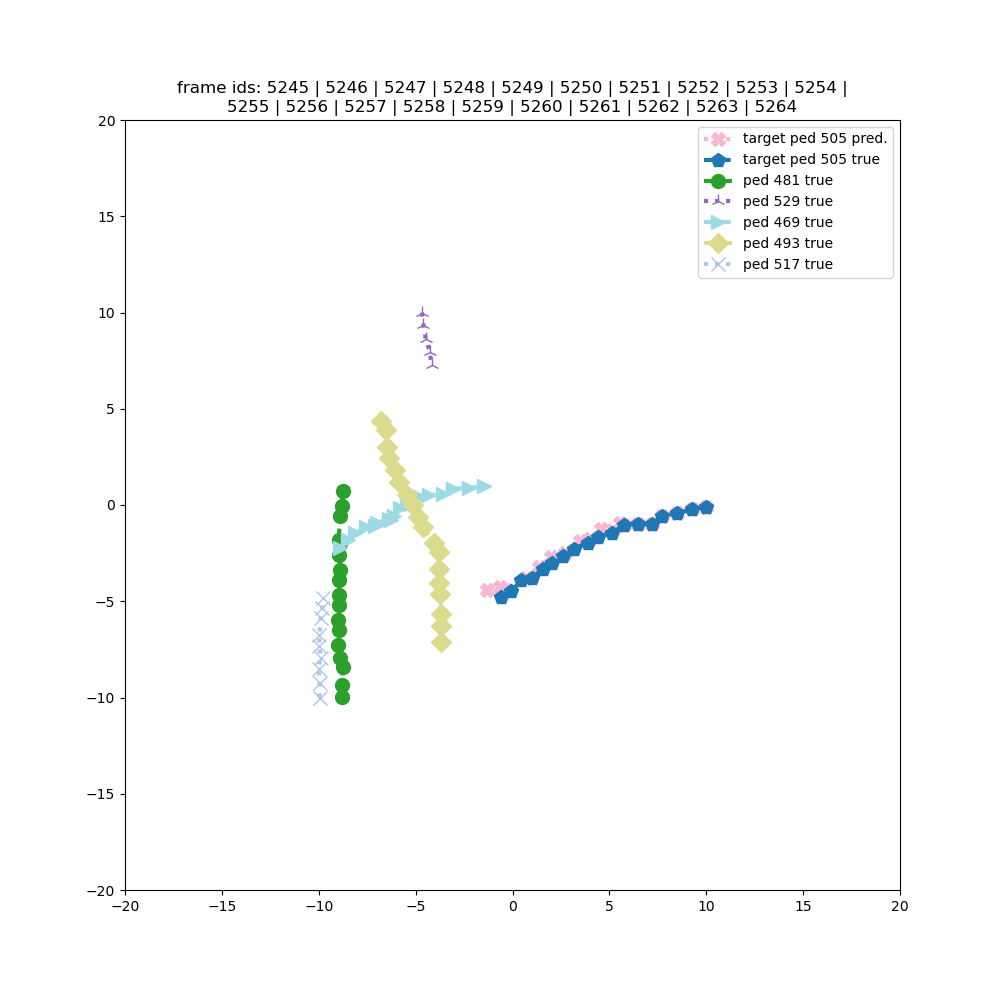 frame ids: 5245 | 5246 | 5247 | 5248 | 5249 | 5250 | 5251 | 5252 | 5253 | 5254 |
5255 | 5256 | 5257 | 5258 | 5259 | 5260 | 5261 | 5262 | 5263 | 5264
target ped 505 pred.
target ped 505 true
ped 481 true
ped 529 true
ped 469 true
ped 493 true
ped 517 true
20
15
10
5
0
−5
−10
−15
−20
−20 −15 −10 −5 0 5 10 15 20